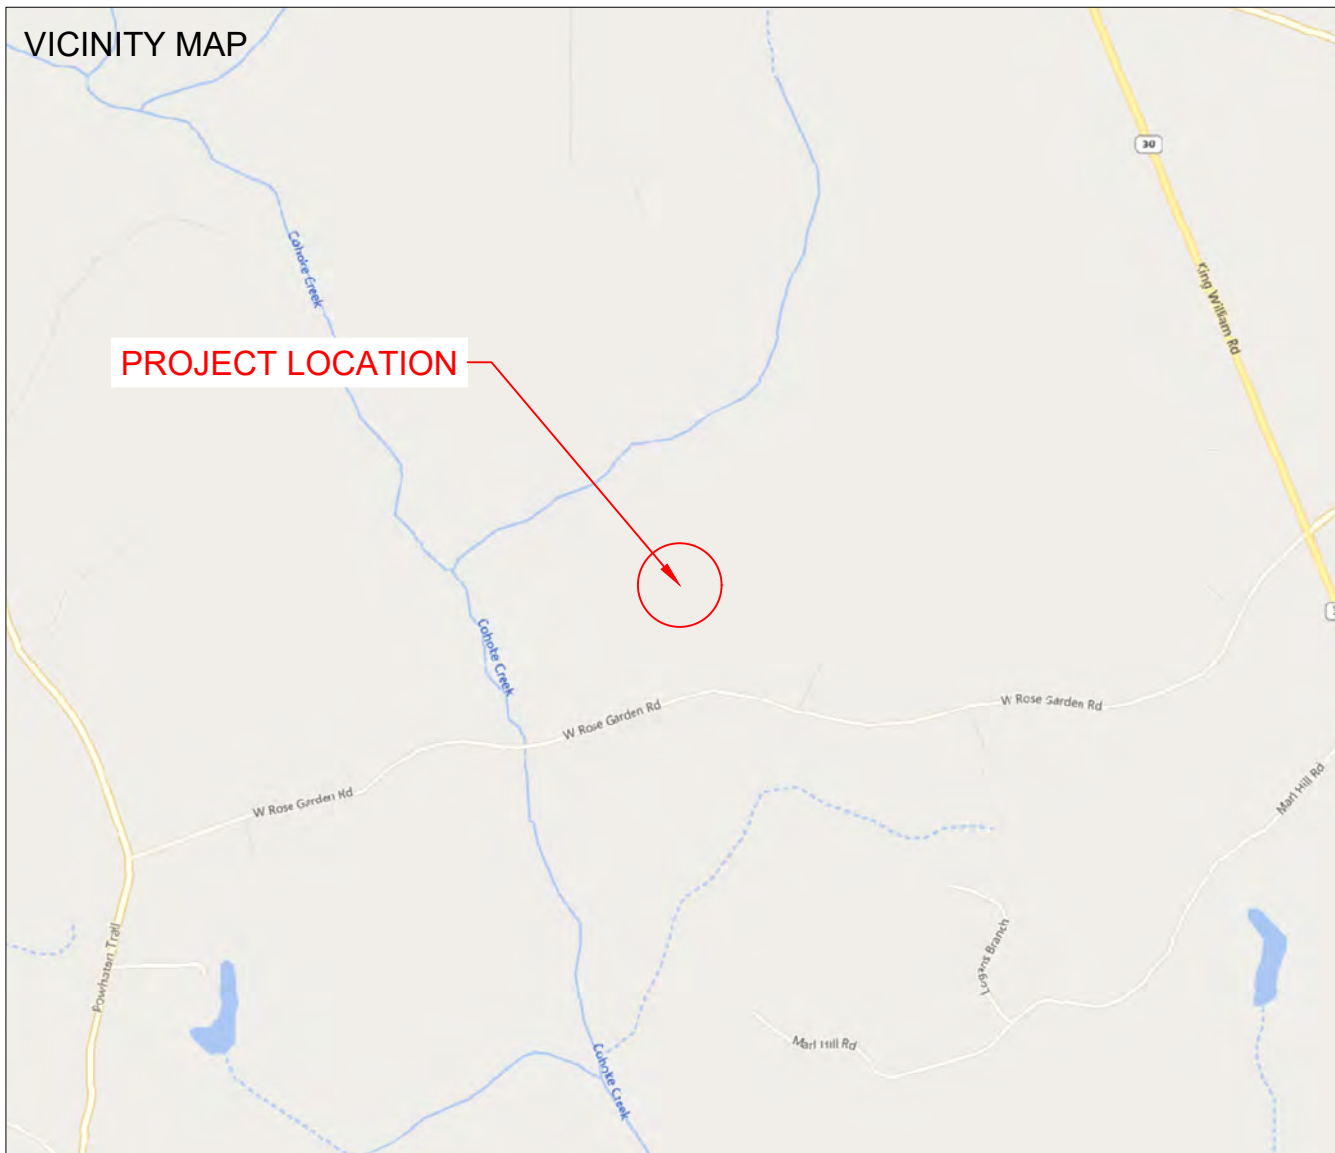 VICINITY MAP
30
Cohoke Creek
King William Rd
PROJECT LOCATION
Cohoke Creek
W Rose Garden Rd
W Rose Garden Rd
W Rose Garden Rd
Marl Hill Rd
Powhatan Trail
Logans Branch
Marl Hill Rd
Cohoke Creek